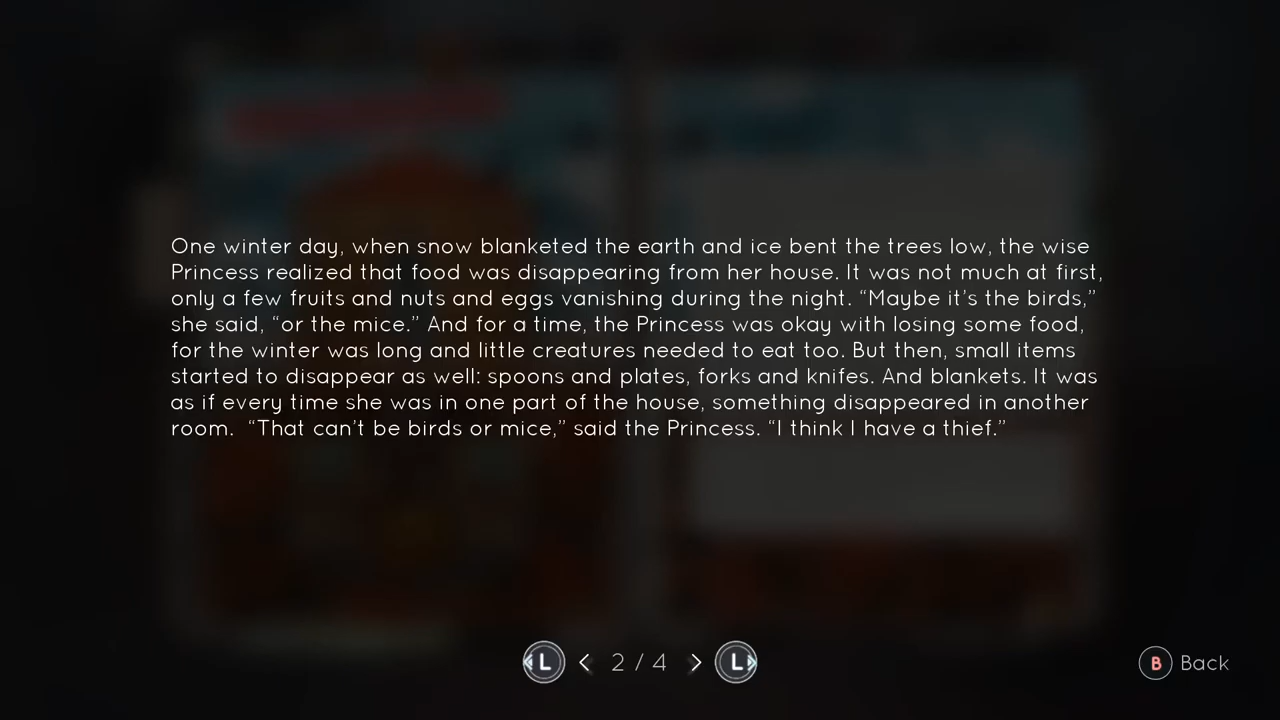 One winter day, when snow blanketed the earth and ice bent the trees low, the wise
Princess realized that food was disappearing from her house. It was not much at first,
only a few fruits and nuts and eggs vanishing during the night. “Maybe it’s the birds,”
she said, “or the mice.” And for a time, the Princess was okay with losing some food,
for the winter was long and little creatures needed to eat too. But then, small items
started to disappear as well: spoons and plates, forks and knifes. And blankets. It was
as if every time she was in one part of the house, something disappeared in another
room.  “That can’t be birds or mice,” said the Princess. “I think I have a thief.”
L < 2 / 4 > L
B Back